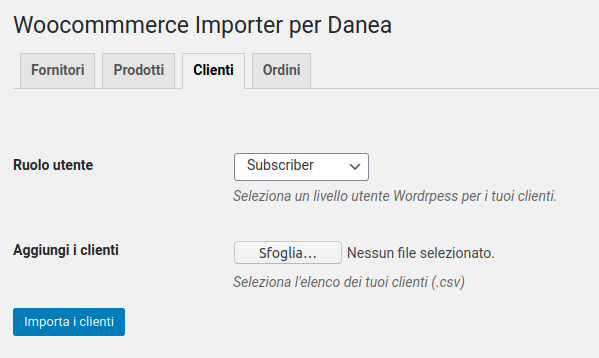 Woocommmerce Importer per Danea
Fornitori Prodotti Clienti Ordini
Ruolo utente Subscriber
Seleziona un livello utente Wordrpess per i tuoi clienti.
Aggiungi i clienti Sfoglia... Nessun file selezionato.
Seleziona l'elenco dei tuoi clienti (.csv)
Importa i clienti